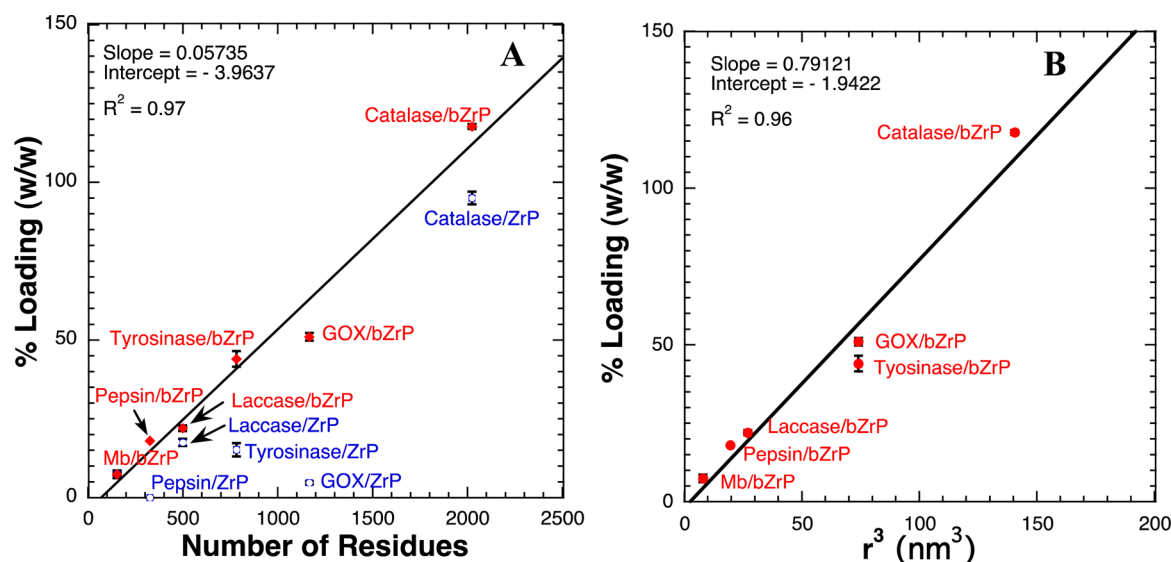 150
100
50
0
% Loading (w/w)
Slope = 0.05735
Intercept = - 3.9637
R² = 0.97
A
Catalase/bZrP
Catalase/ZrP
Tyrosinase/bZrP
GOX/bZrP
Pepsin/bZrP
Laccase/bZrP
Laccase/ZrP
Mb/bZrP
Tyrosinase/ZrP
Pepsin/ZrP
GOX/ZrP
0 500 1000 1500 2000 2500
Number of Residues
150
100
50
0
% Loading (w/w)
Slope = 0.79121
Intercept = - 1.9422
R² = 0.96
B
Catalase/bZrP
GOX/bZrP
Tyosinase/bZrP
Laccase/bZrP
Pepsin/bZrP
Mb/bZrP
0 50 100 150 200
r³ (nm³)